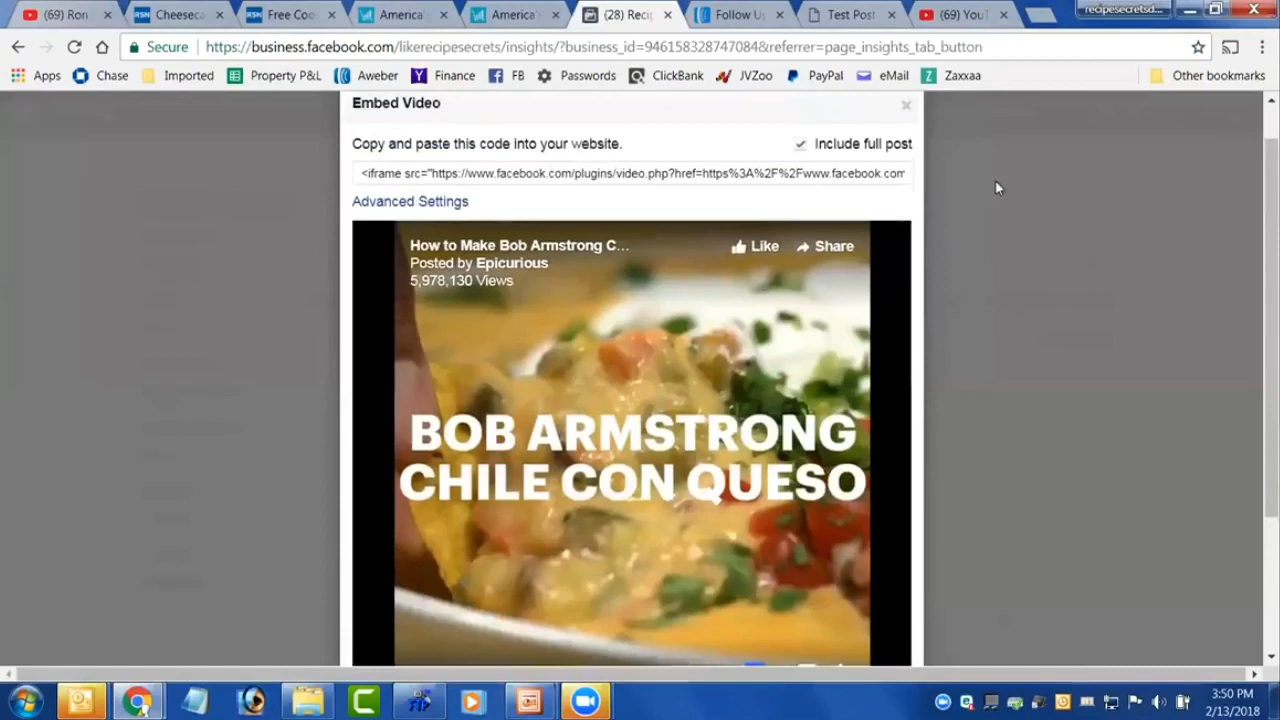 (69) Ron
Cheeseca
Free Coo
America'
America'
(28) Reci
Follow U
Test Post
(69) YouT
recipesecretsd...
Secure
https://business.facebook.com/likerecipesecrets/insights/?business_id=946158328747084&referrer=page_insights_tab_button
Apps
Chase
Imported
Property P&L
Aweber
Finance
FB
Passwords
ClickBank
JVZoo
PayPal
eMail
Zaxxaa
Other bookmarks
Embed Video
Copy and paste this code into your website.
Include full post
<iframe src="https://www.facebook.com/plugins/video.php?href=https%3A%2F%2Fwww.facebook.com
Advanced Settings
How to Make Bob Armstrong C...
Like
Share
Posted by Epicurious
5,978,130 Views
BOB ARMSTRONG
CHILE CON QUESO
3:50 PM
2/13/2018